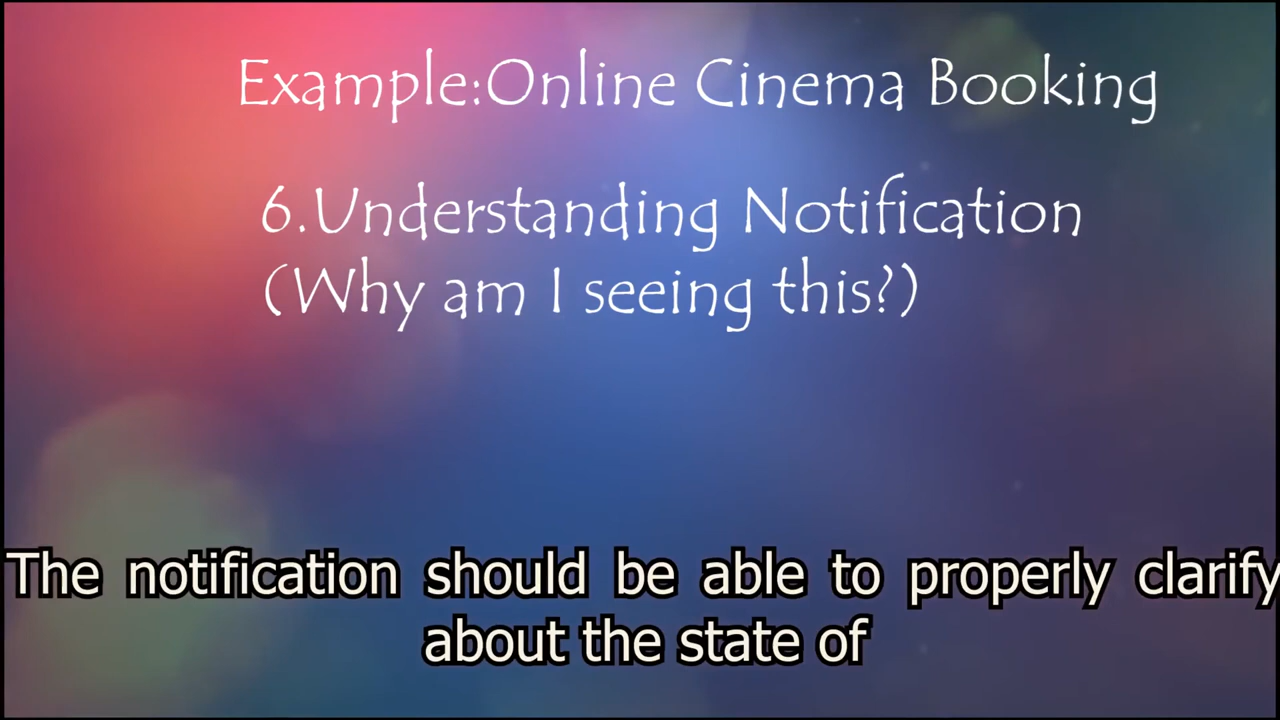 Example:Online Cinema Booking
6.Understanding Notification
(Why am I seeing this?)
The notification should be able to properly clarify
about the state of